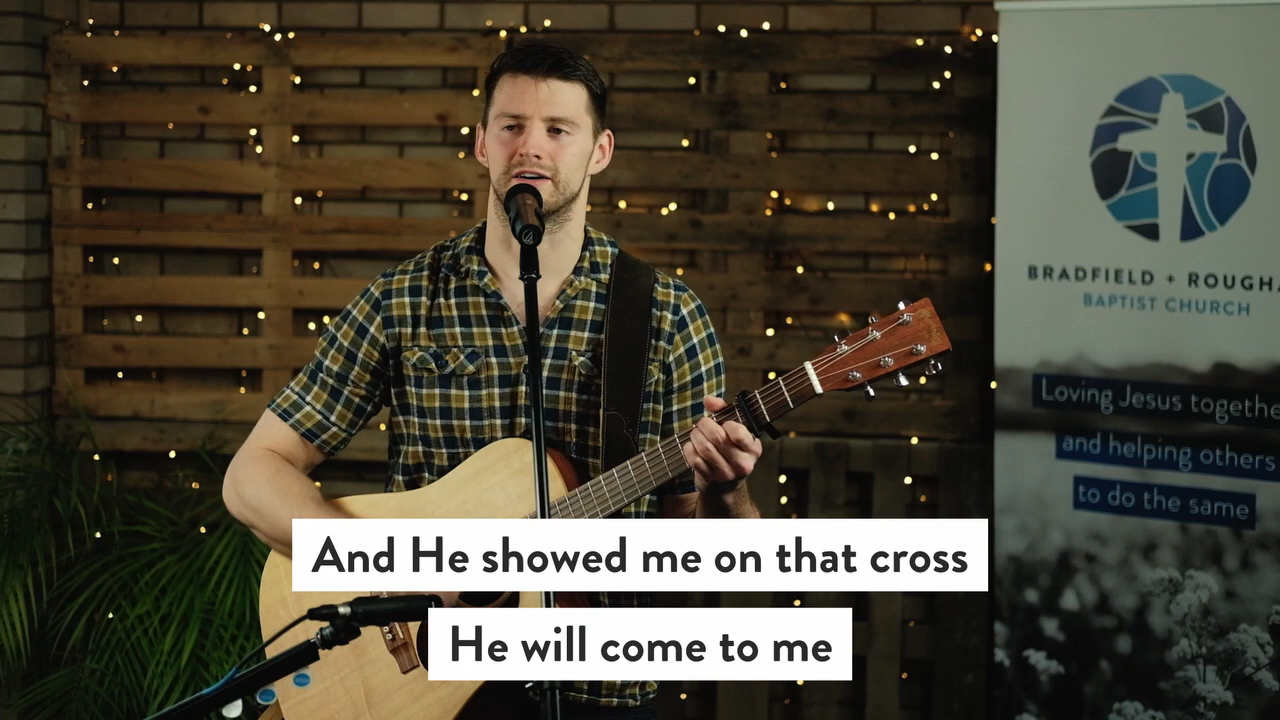 BRADFIELD + ROUGHA
BAPTIST CHURCH
Loving Jesus togethe
and helping others
to do the same
And He showed me on that cross
He will come to me